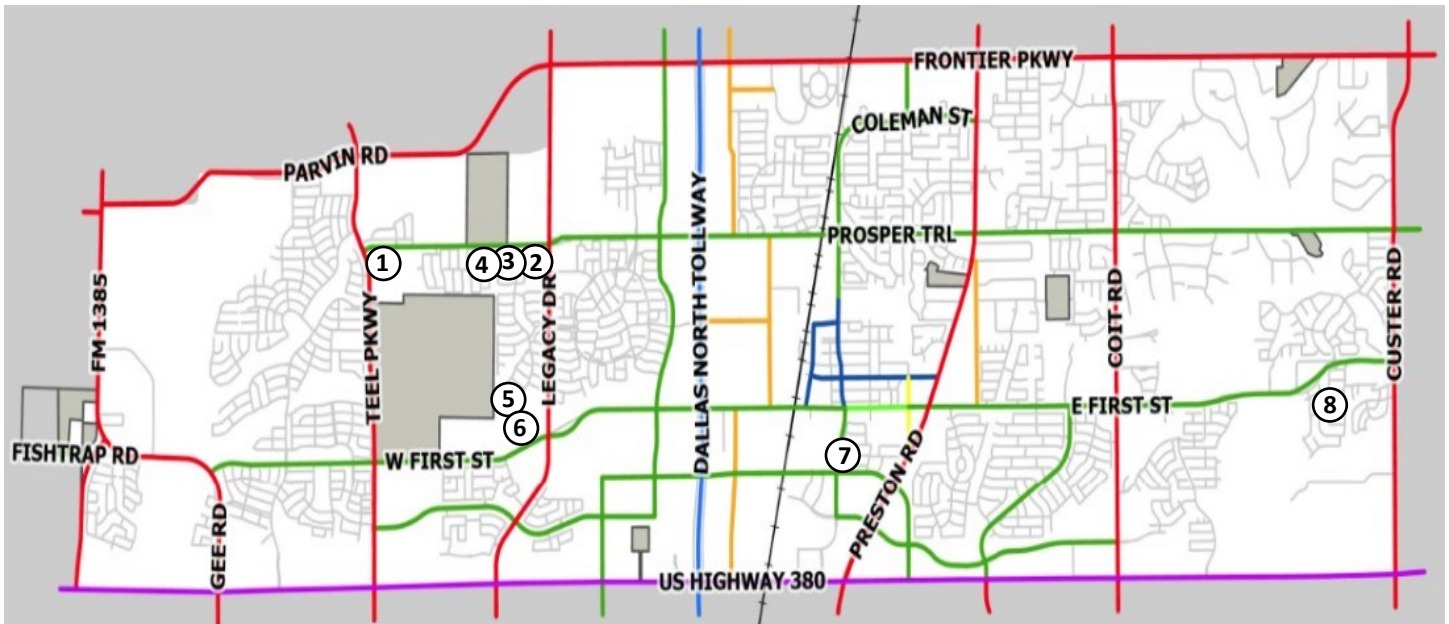 FRONTIER PKWY
COLEMAN ST
PARVIN RD
PROSPER TRL
1
4
3
2
FM 1385
TEEL PKWY
LEGACY DR
DALLAS NORTH TOLLWAY
COIT RD
CUSTER RD
5
6
E FIRST ST
8
FISHTRAP RD
W FIRST ST
7
PRESTON RD
GEE RD
US HIGHWAY 380